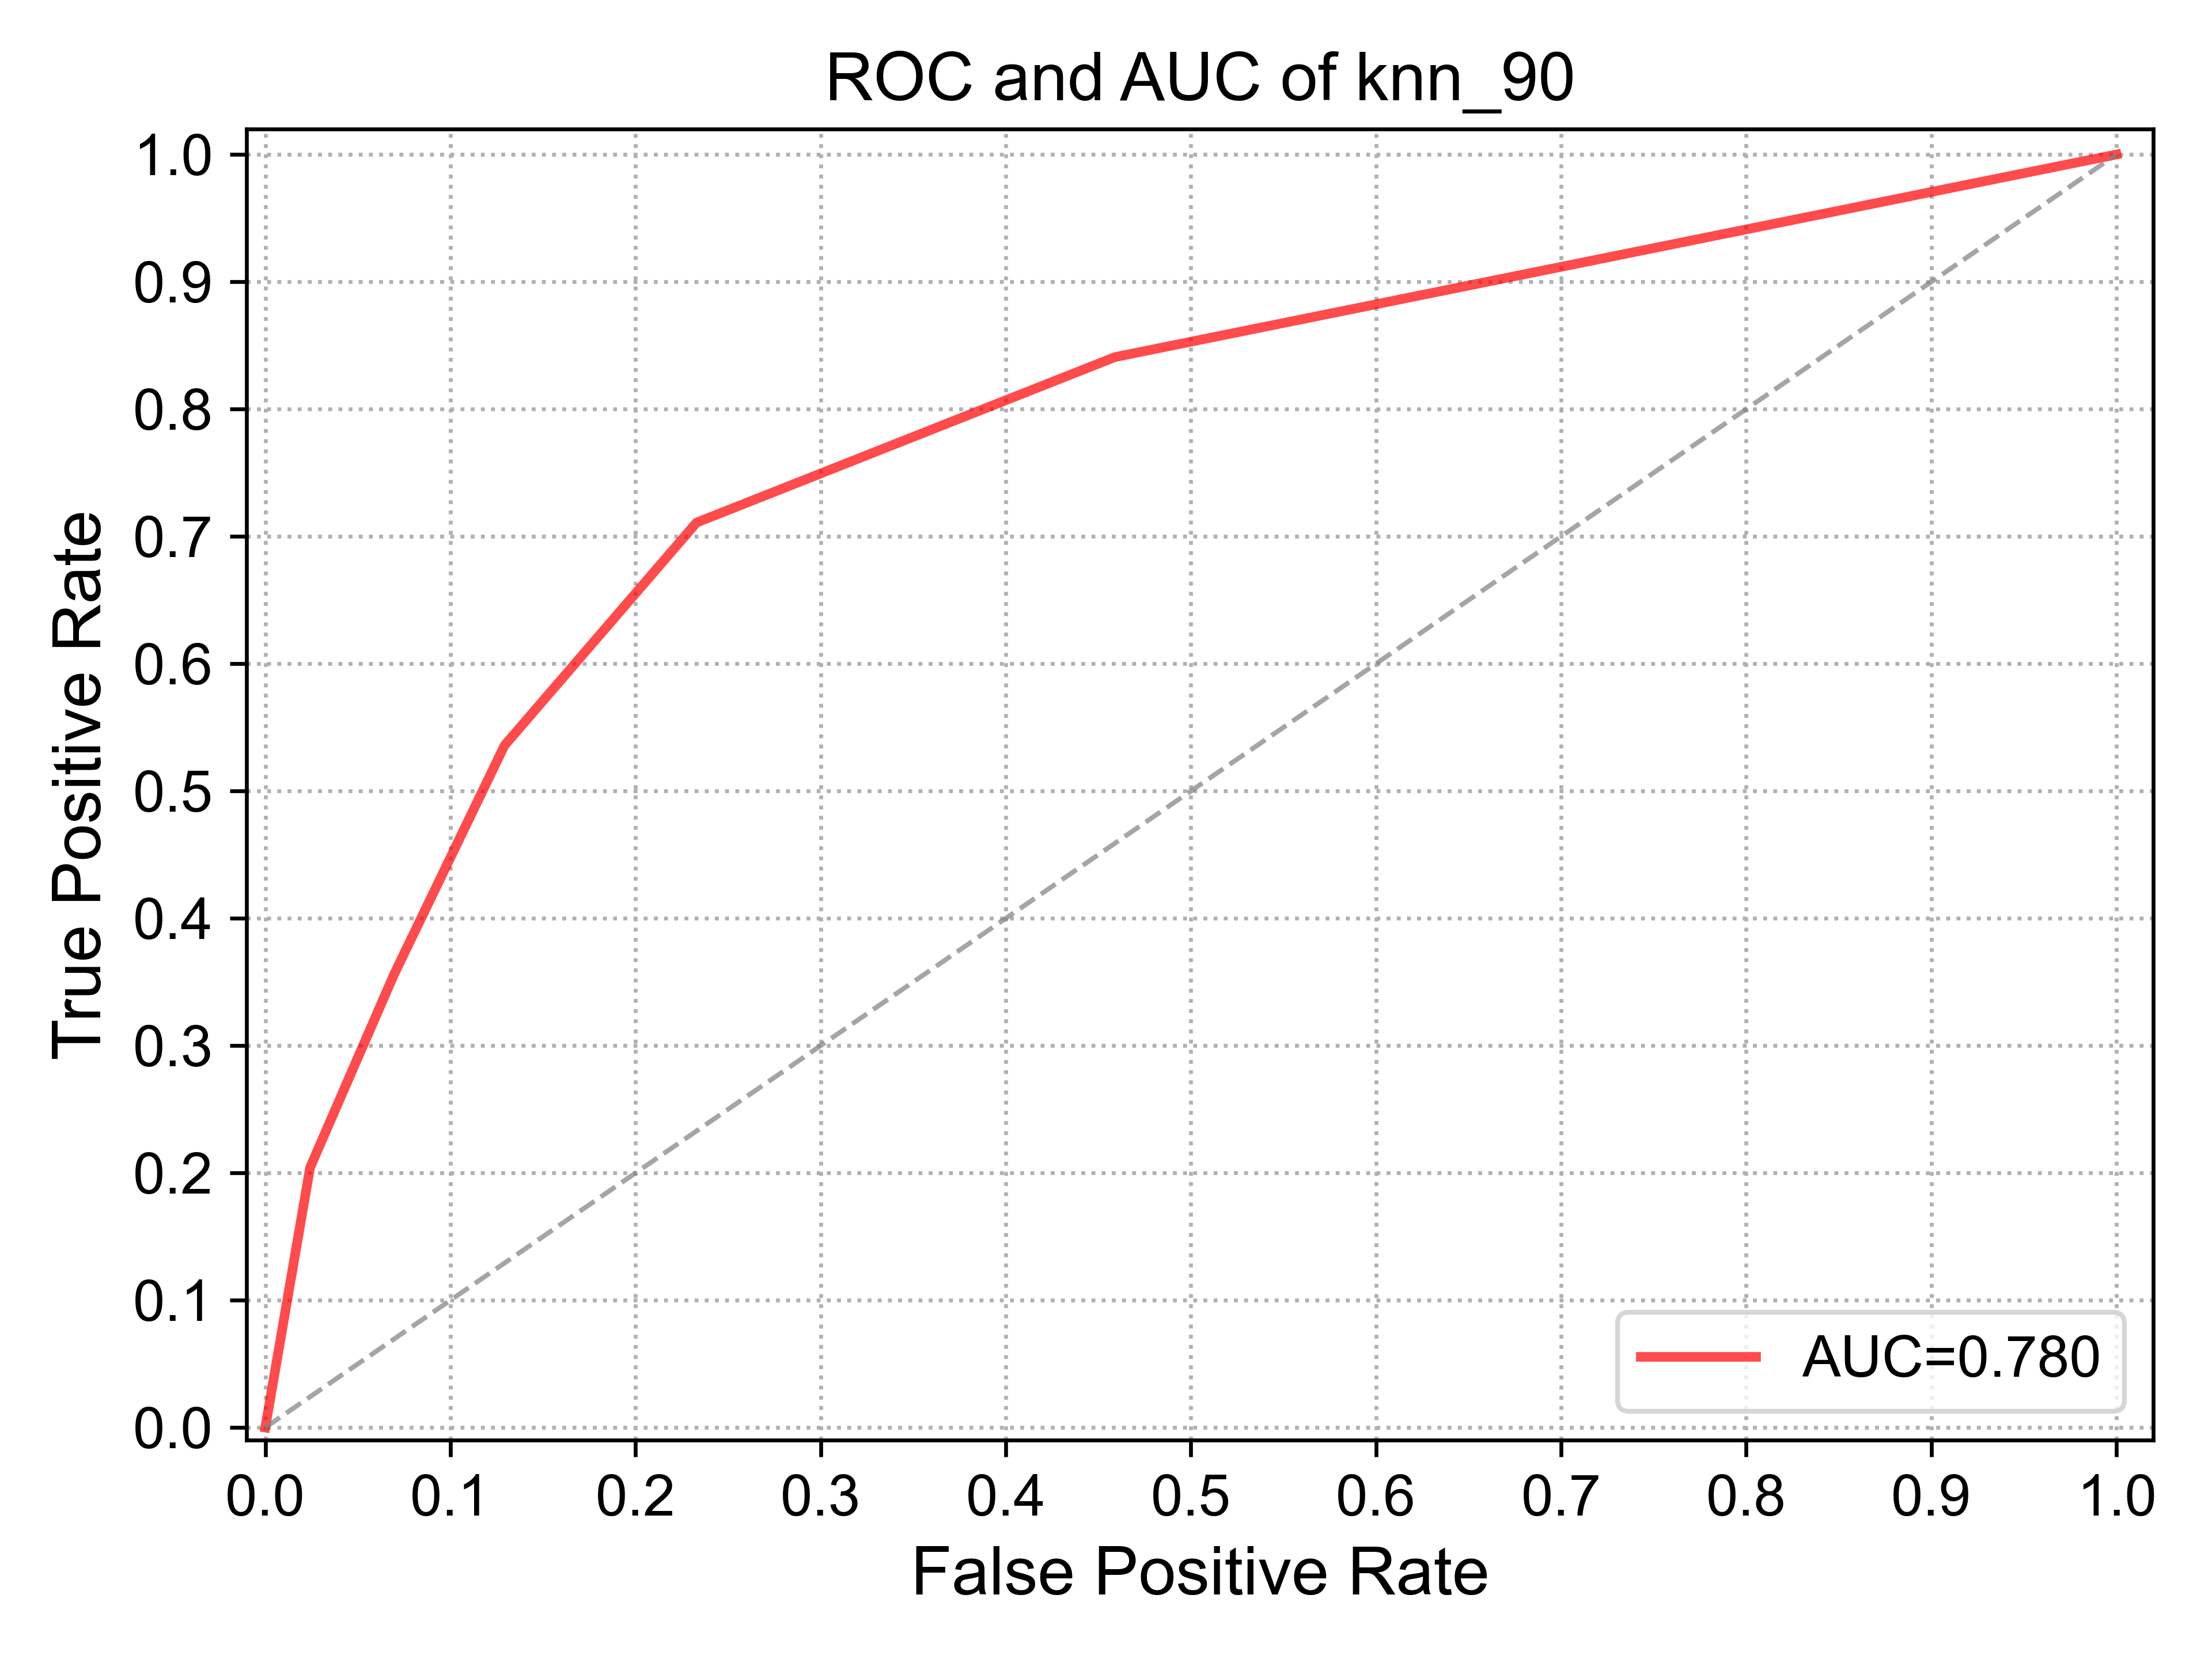 ROC and AUC of knn_90
1.0
0.9
0.8
0.7
0.6
0.5
0.4
0.3
0.2
0.1
0.0
True Positive Rate
AUC=0.780
0.0 0.1 0.2 0.3 0.4 0.5 0.6 0.7 0.8 0.9 1.0
False Positive Rate